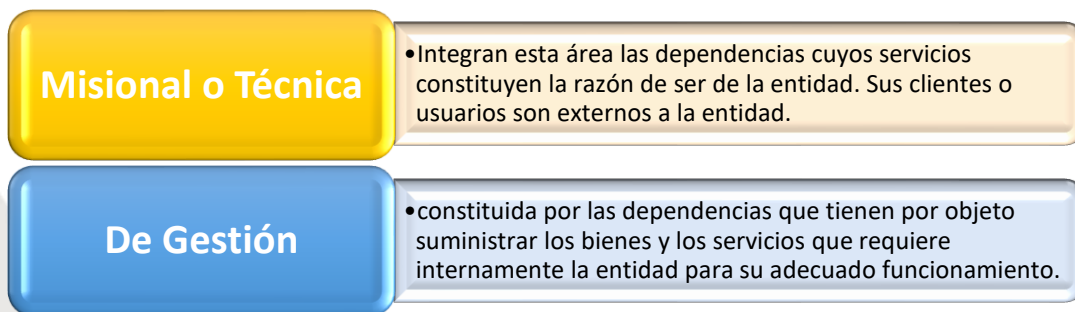 Misional o Técnica
•Integran esta área las dependencias cuyos servicios
constituyen la razón de ser de la entidad. Sus clientes o
usuarios son externos a la entidad.
De Gestión
•constituida por las dependencias que tienen por objeto
suministrar los bienes y los servicios que requiere
internamente la entidad para su adecuado funcionamiento.